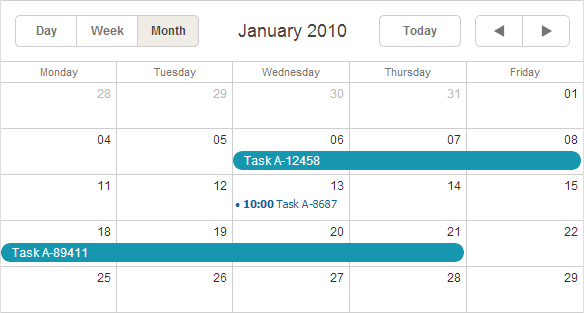 Day Week Month January 2010 Today
Monday Tuesday Wednesday Thursday Friday
28 29 30 31 01
04 05 06 07 08
Task A-12458
11 12 13 14 15
• 10:00 Task A-8687
18 19 20 21 22
Task A-89411
25 26 27 28 29